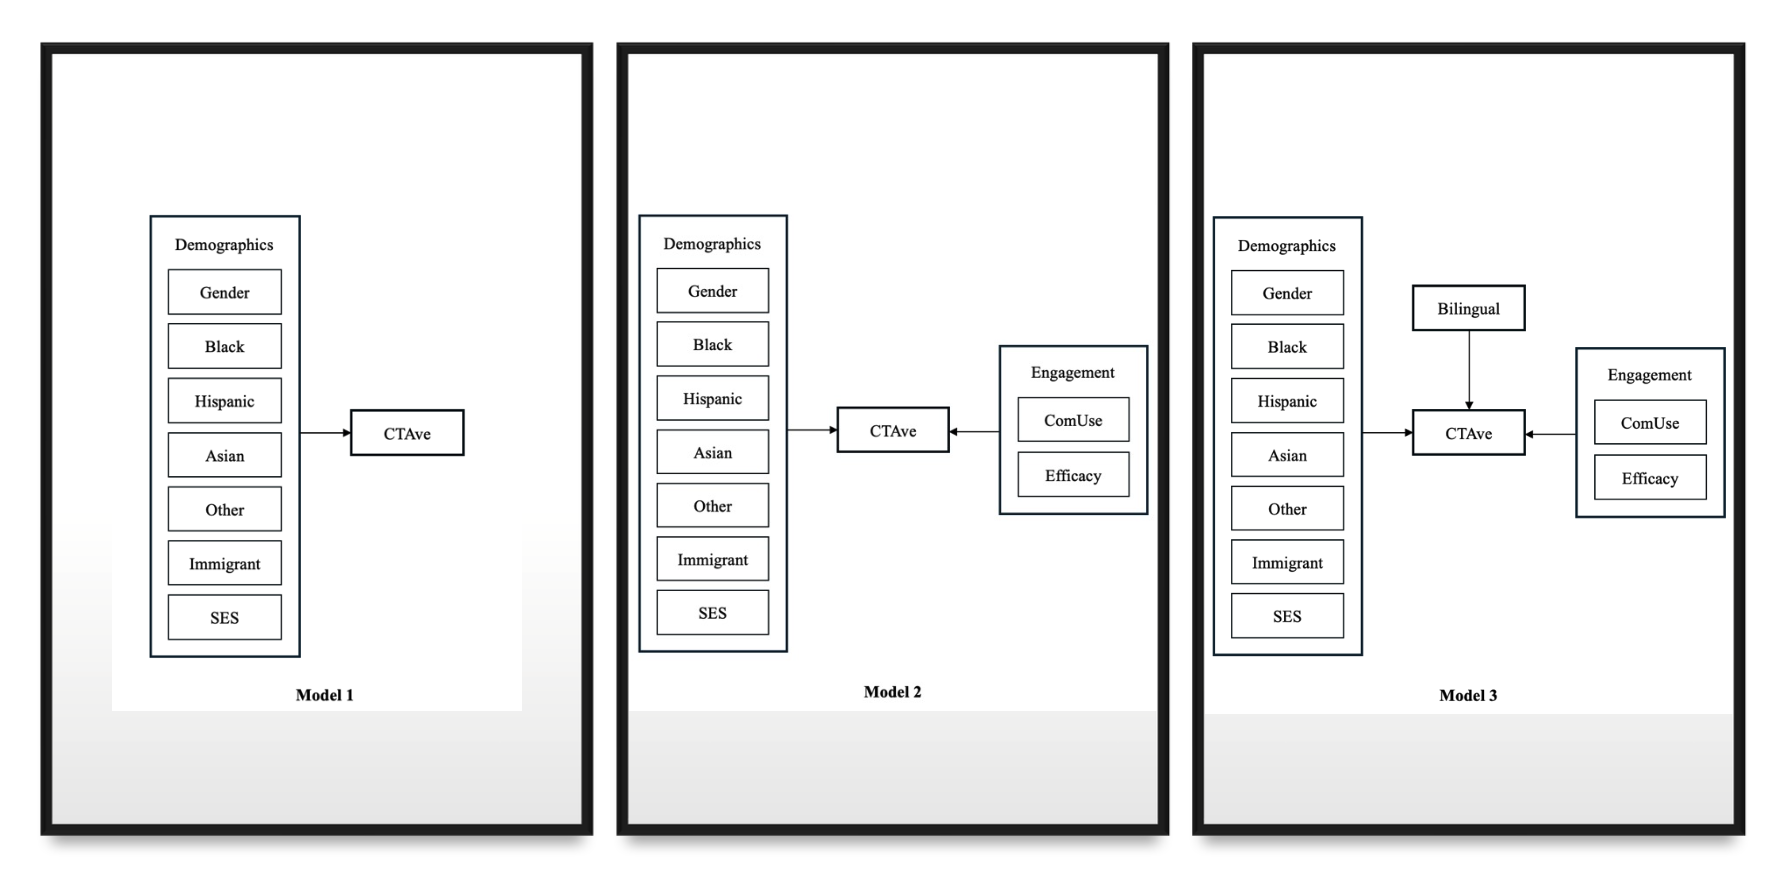 Demographics
Gender
Black
Hispanic
Asian
Other
Immigrant
SES
CTAve
Model 1
Demographics
Gender
Black
Hispanic
Asian
Other
Immigrant
SES
CTAve
Engagement
ComUse
Efficacy
Model 2
Demographics
Gender
Black
Hispanic
Asian
Other
Immigrant
SES
Bilingual
CTAve
Engagement
ComUse
Efficacy
Model 3